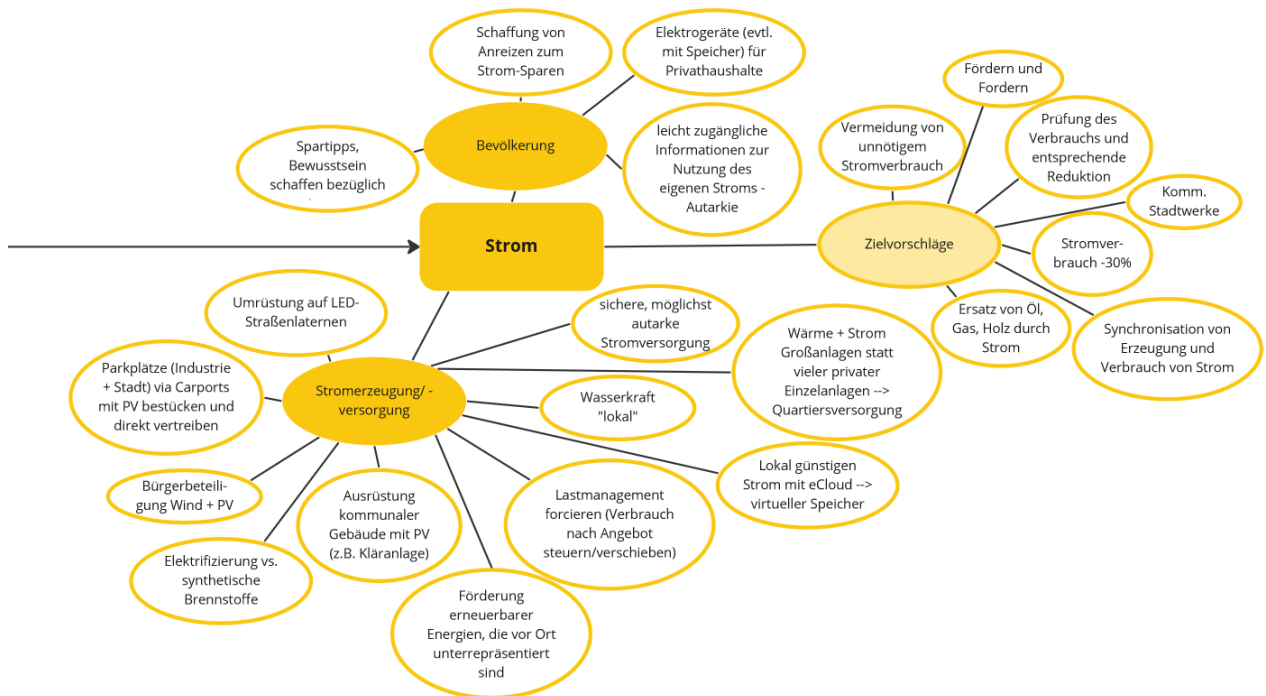 Schaffung von
Anreizen zum
Strom-Sparen
Elektrogeräte (evtl.
mit Speicher) für
Privathaushalte
Bevölkerung
Spartipps,
Bewusstsein
schaffen bezüglich
leicht zugängliche
Informationen zur
Nutzung des
eigenen Stroms -
Autarkie
Strom
Fördern und
Fordern
Vermeidung von
unnötigem
Stromverbrauch
Prüfung des
Verbrauchs und
entsprechende
Reduktion
Komm.
Stadtwerke
Zielvorschläge
Stromver-
brauch -30%
Ersatz von Öl,
Gas, Holz durch
Strom
Synchronisation von
Erzeugung und
Verbrauch von Strom
Umrüstung auf LED-
Straßenlaternen
sichere, möglichst
autarke
Stromversorgung
Wärme + Strom
Großanlagen statt
vieler privater
Einzelanlagen -->
Quartiersversorgung
Parkplätze (Industrie
+ Stadt) via Carports
mit PV bestücken und
direkt vertreiben
Stromerzeugung/ -
versorgung
Wasserkraft
"lokal"
Bürgerbeteili-
gung Wind + PV
Ausrüstung
kommunaler
Gebäude mit PV
(z.B. Kläranlage)
Lastmanagement
forcieren (Verbrauch
nach Angebot
steuern/verschieben)
Lokal günstigen
Strom mit eCloud -->
virtueller Speicher
Elektrifizierung vs.
synthetische
Brennstoffe
Förderung
erneuerbarer
Energien, die vor Ort
unterrepräsentiert
sind